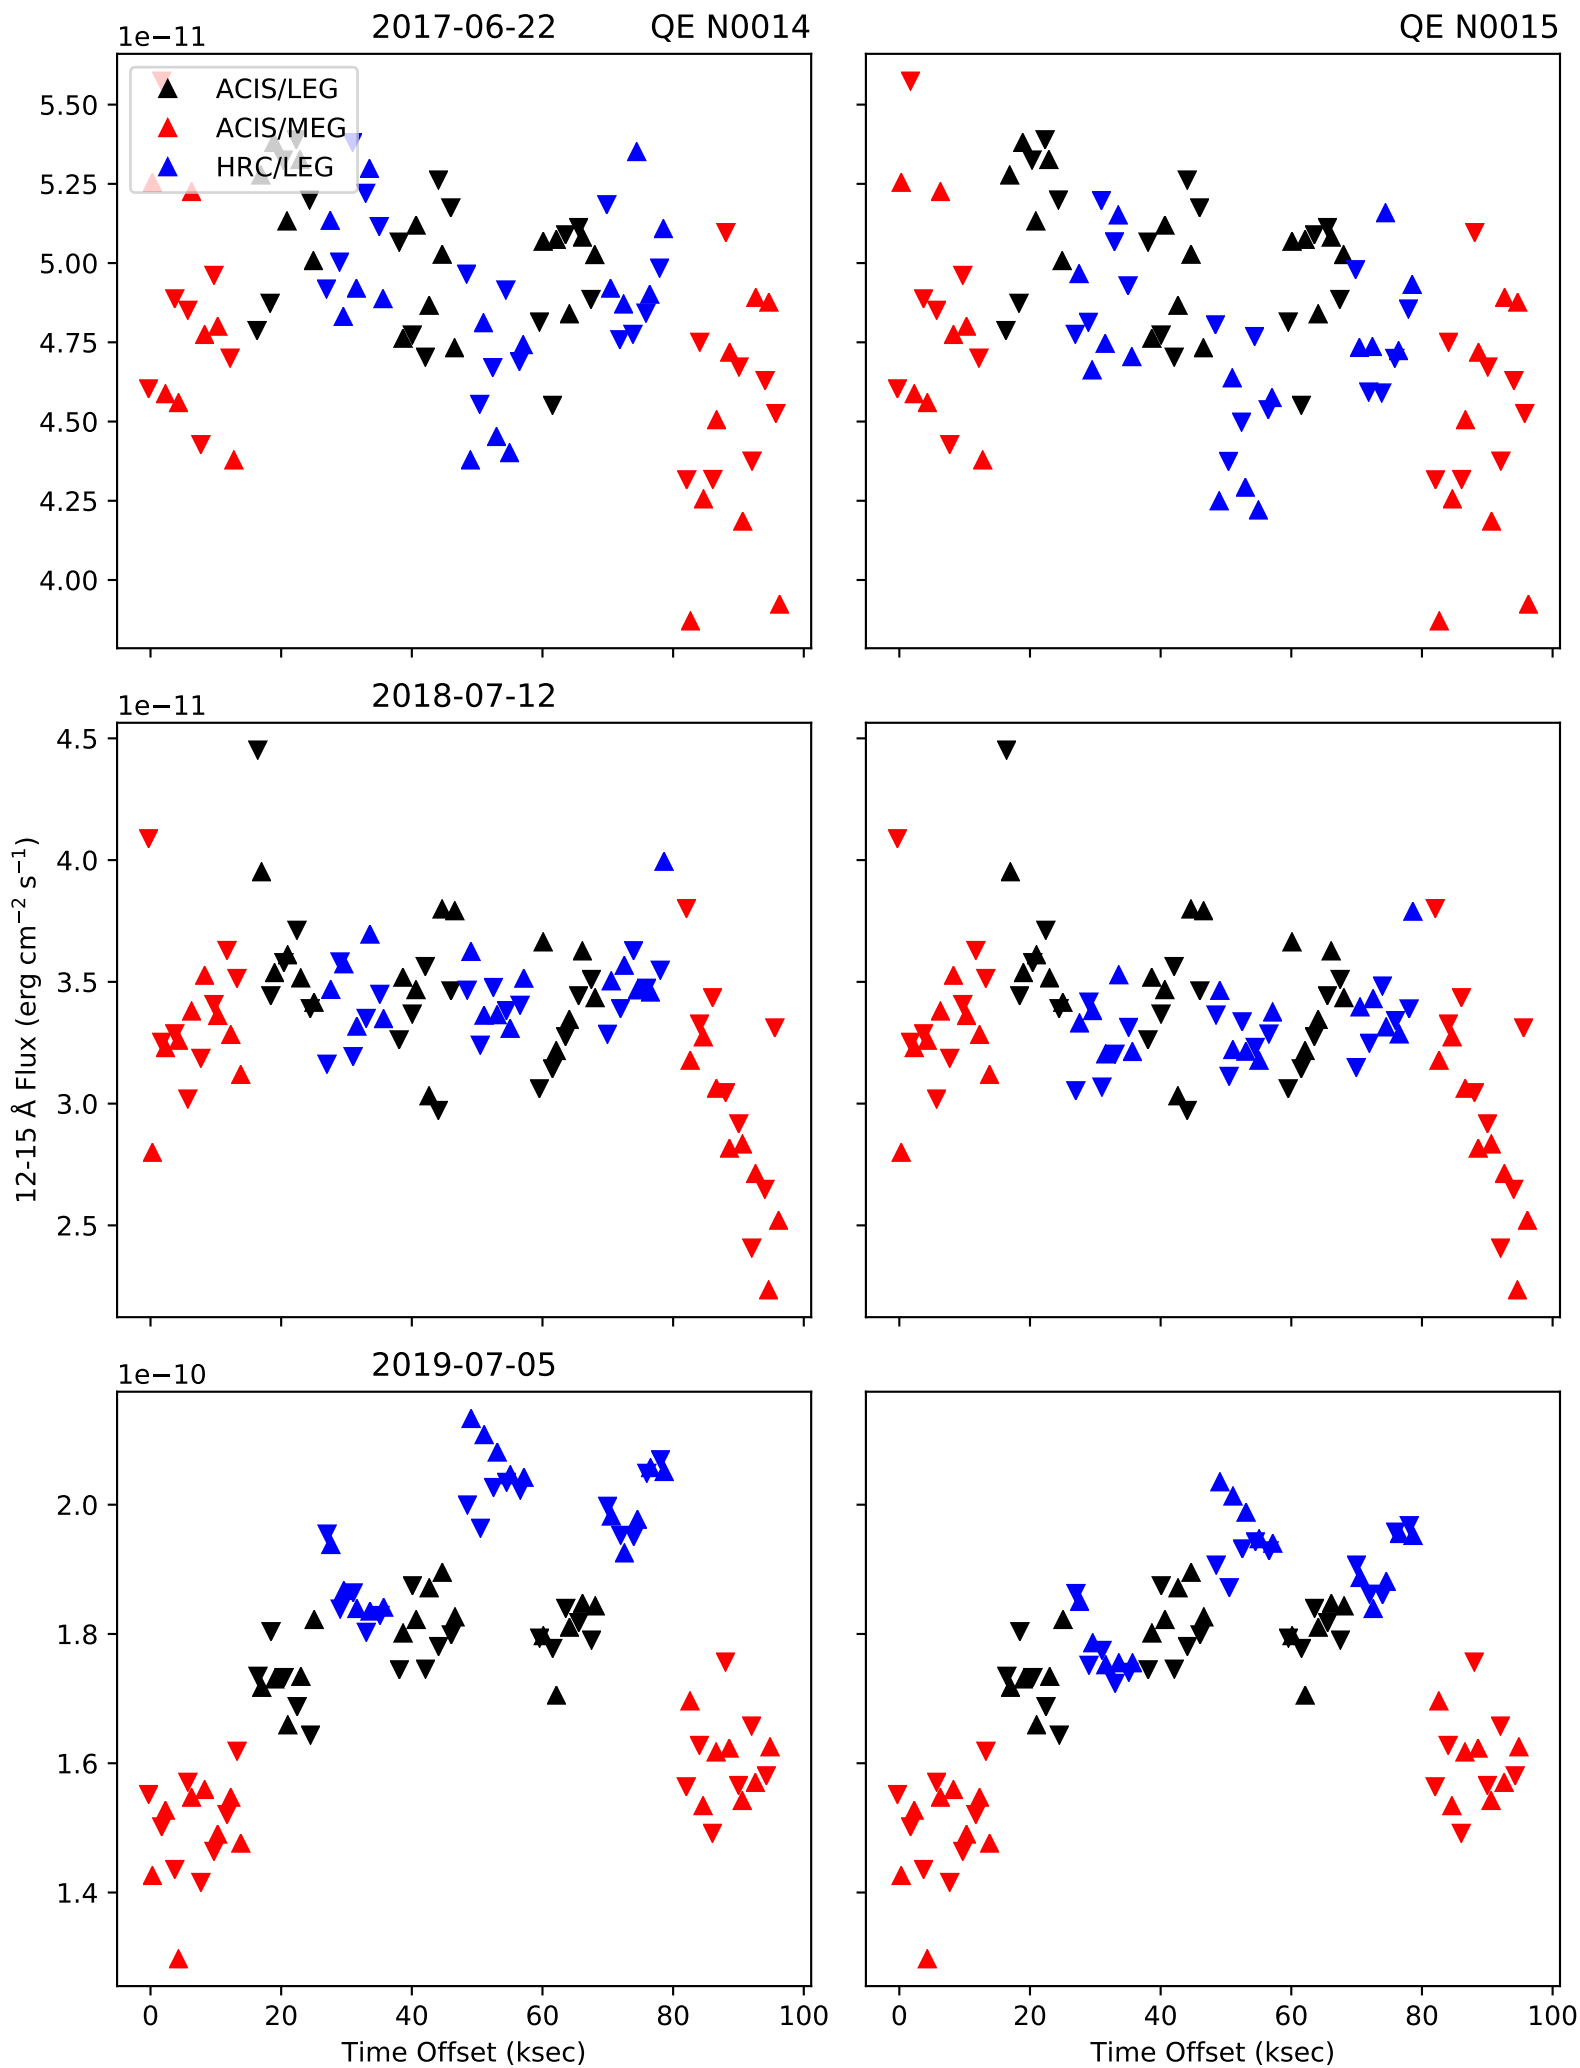 1e−11 2017-06-22 QE N0014 QE N0015
ACIS/LEG
ACIS/MEG
HRC/LEG
5.50
5.25
5.00
4.75
4.50
4.25
4.00
1e−11 2018-07-12
4.5
4.0
3.5
3.0
2.5
12-15 Å Flux (erg cm⁻² s⁻¹)
1e−10 2019-07-05
2.0
1.8
1.6
1.4
0 20 40 60 80 100 0 20 40 60 80 100
Time Offset (ksec) Time Offset (ksec)